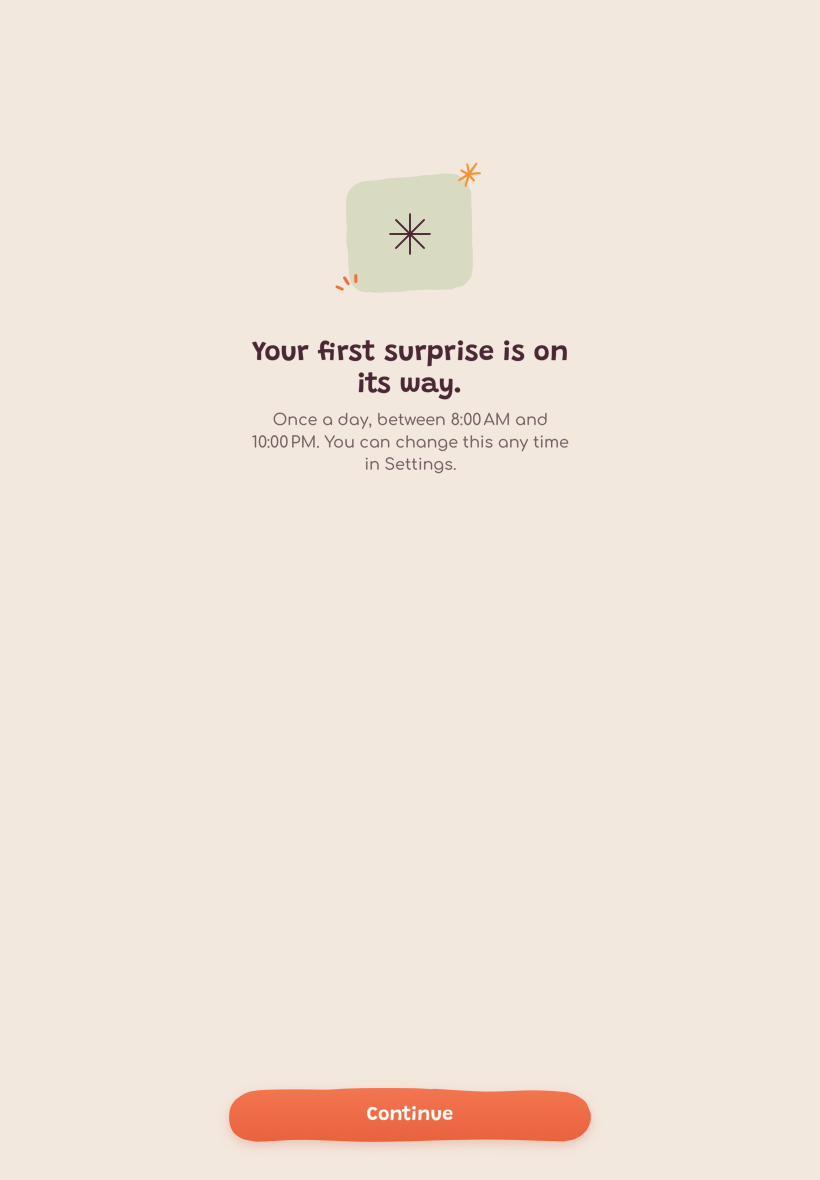 Your first surprise is on
its way.
Once a day, between 8:00 AM and
10:00 PM. You can change this any time
in Settings.
Continue